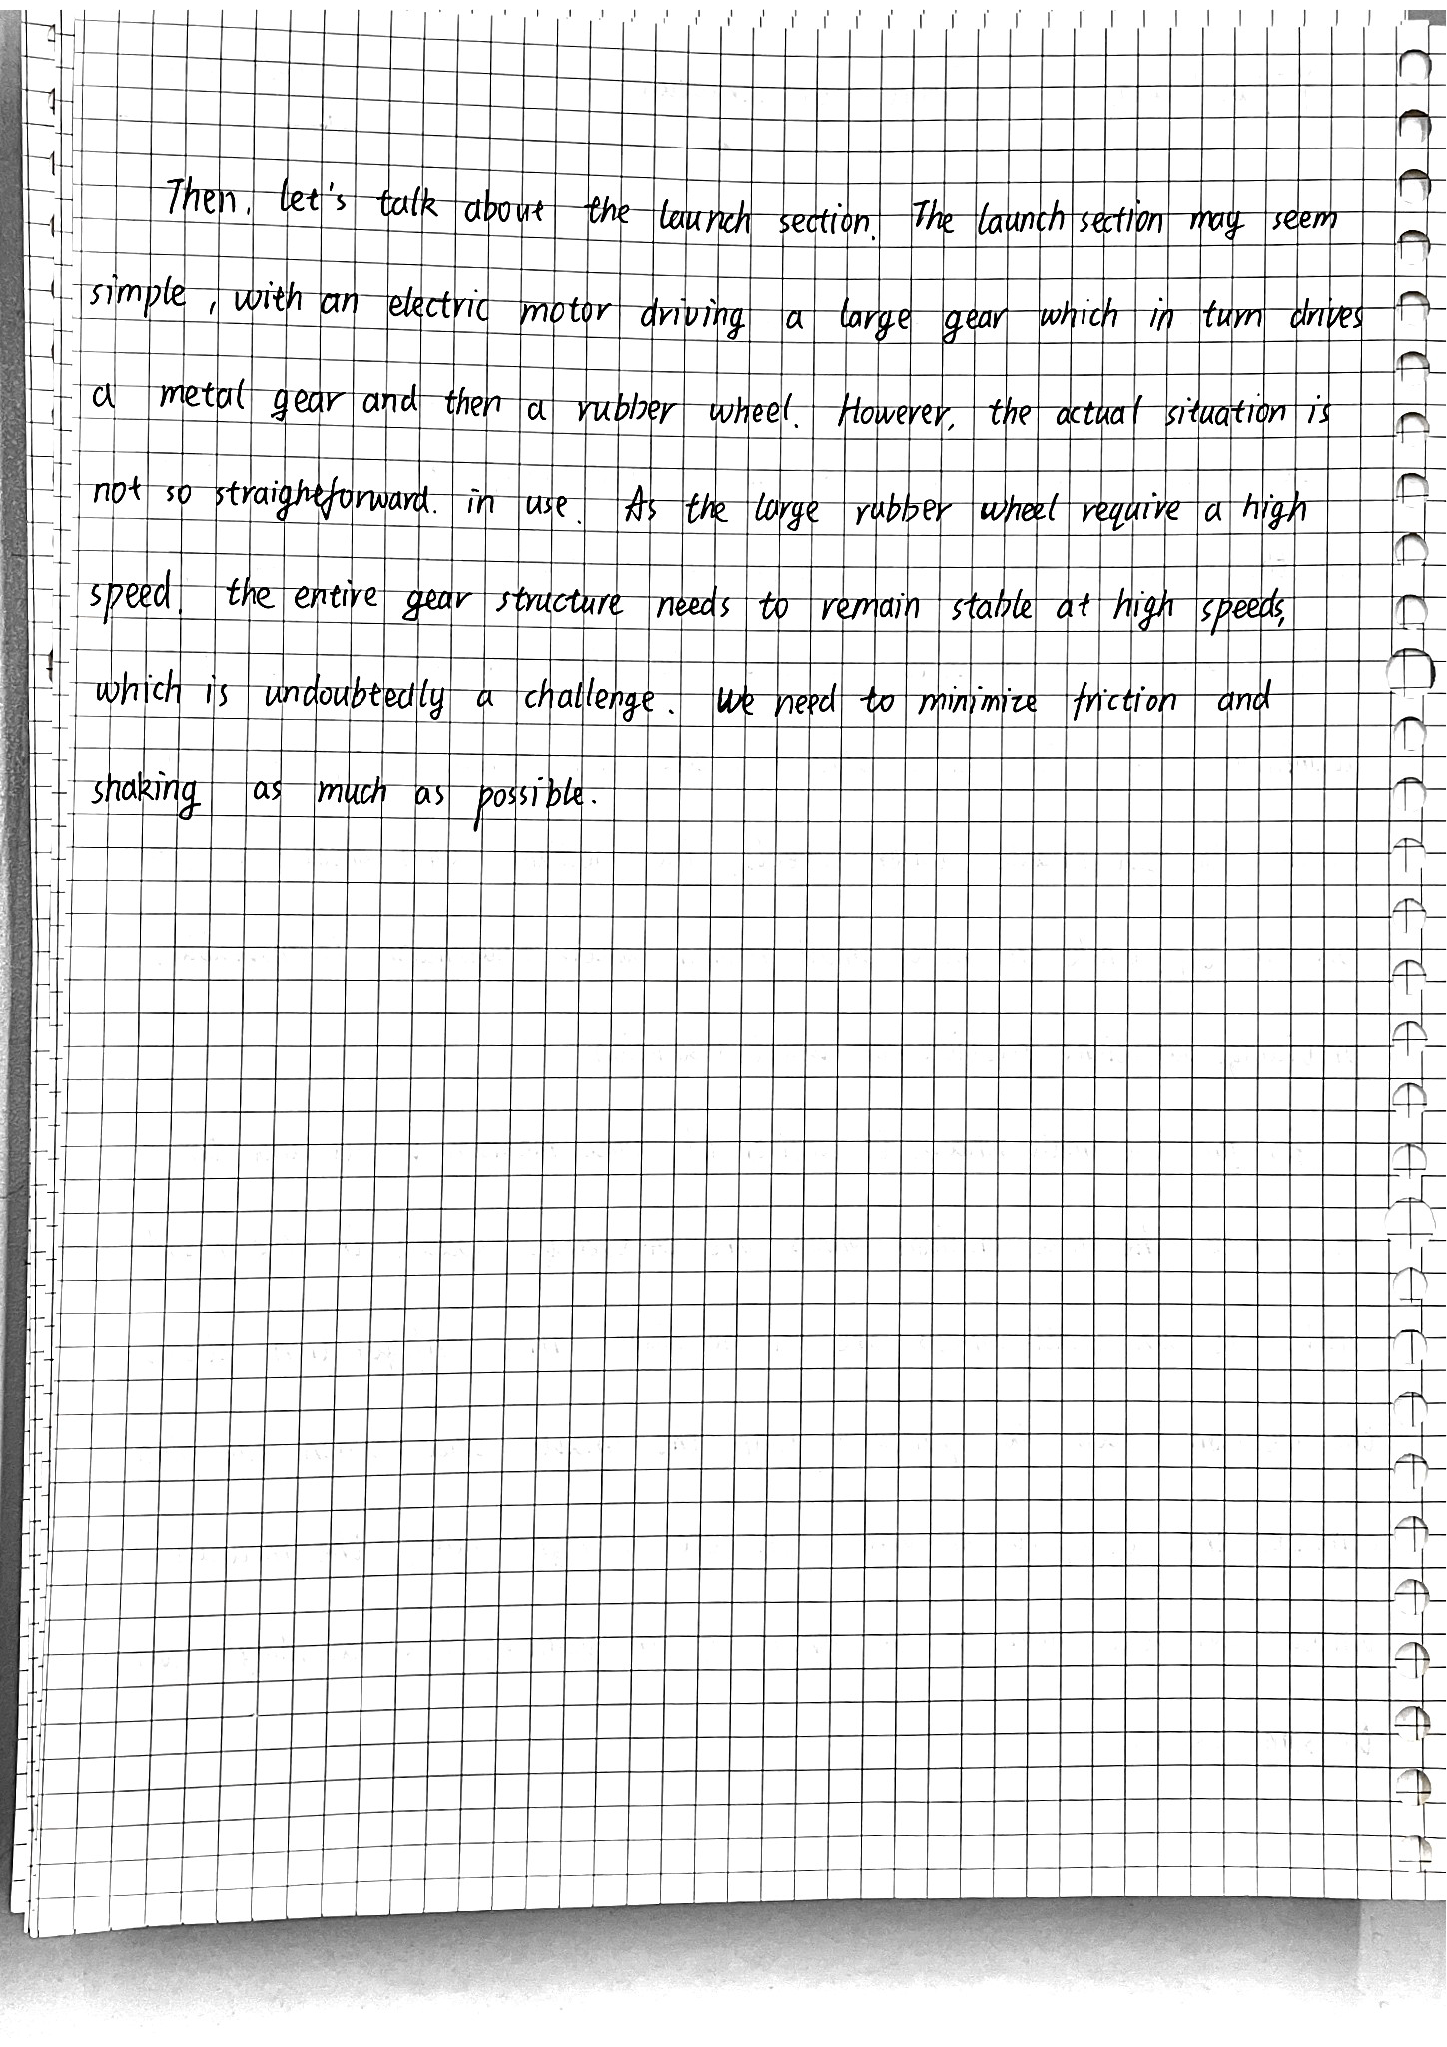 Then, let's talk about the launch section. The launch section may seem
simple, with an electric motor driving a large gear which in turn drives
a metal gear and then a rubber wheel. However, the actual situation is
not so straightforward. in use. As the large rubber wheel require a high
speed, the entire gear structure needs to remain stable at high speeds,
which is undoubtedly a challenge. We need to minimize friction and
shaking as much as possible.